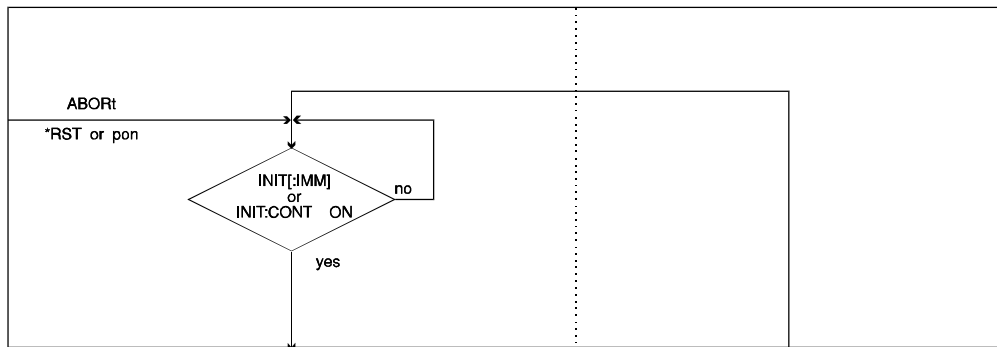 ABORt
*RST or pon
INIT[:IMM]
or
INIT:CONT ON
no
yes